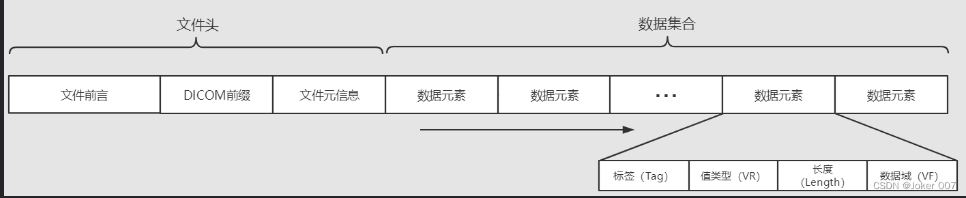 文件头
数据集合
文件前言
DICOM前缀
文件元信息
数据元素
数据元素
···
数据元素
数据元素
标签（Tag）
值类型（VR）
长度
（Length）
数据域（VF）
CSDN @Joker 007